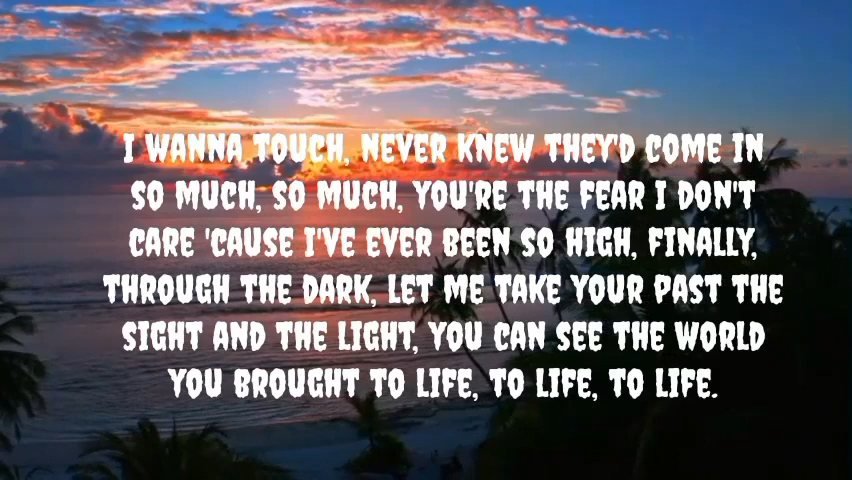 I WANNA TOUCH, NEVER KNEW THEY'D COME IN
SO MUCH, SO MUCH, YOU'RE THE FEAR I DON'T
CARE 'CAUSE I'VE EVER BEEN SO HIGH, FINALLY,
THROUGH THE DARK, LET ME TAKE YOUR PAST THE
SIGHT AND THE LIGHT, YOU CAN SEE THE WORLD
YOU BROUGHT TO LIFE, TO LIFE, TO LIFE.